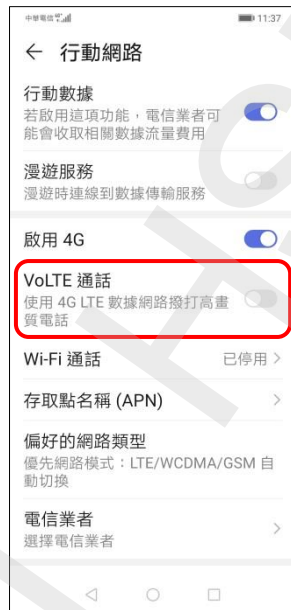 中華電信 11:37
← 行動網路
行動數據
若啟用這項功能，電信業者可
能會收取相關數據流量費用
漫遊服務
漫遊時連線到數據傳輸服務
啟用 4G
VoLTE 通話
使用 4G LTE 數據網路撥打高畫
質電話
Wi-Fi 通話 已停用
存取點名稱 (APN)
偏好的網路類型
優先網路模式：LTE/WCDMA/GSM 自
動切換
電信業者
選擇電信業者